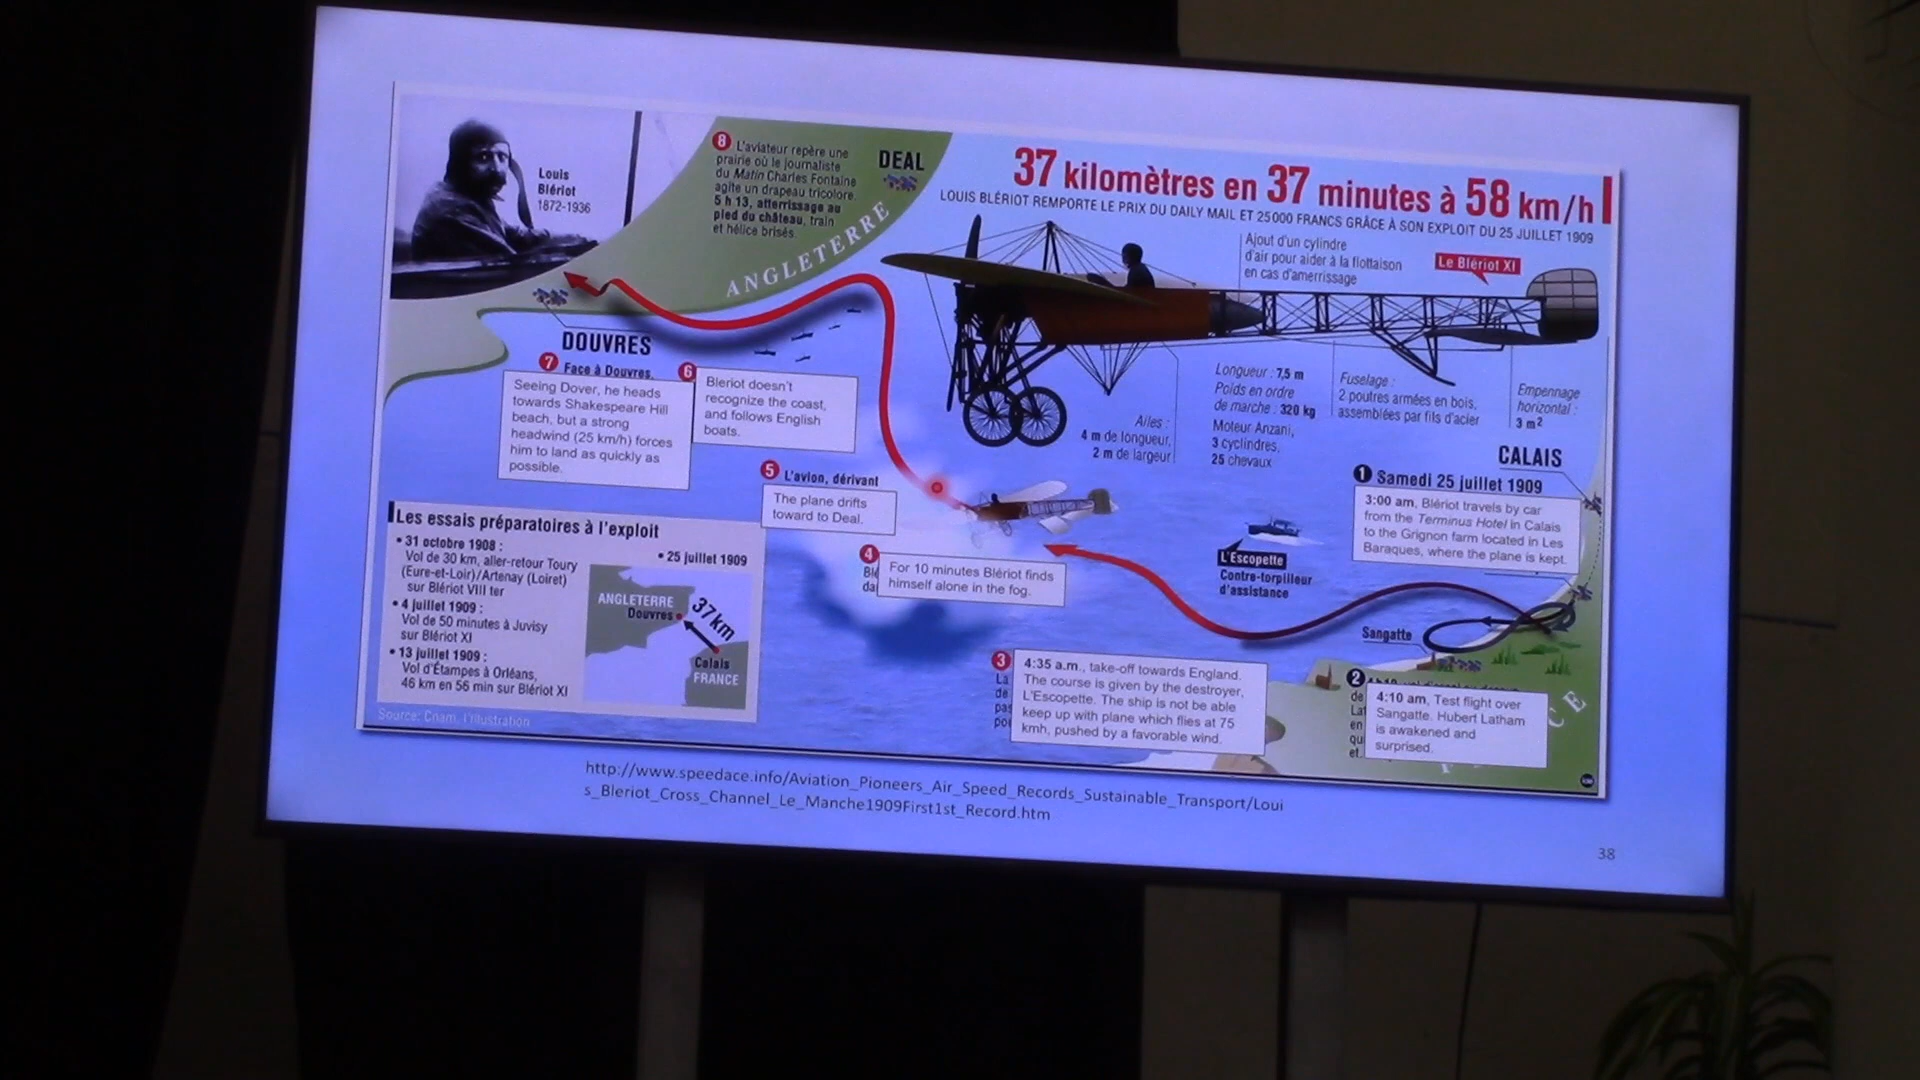 Louis
Blériot
1872-1936
8 L'aviateur repère une
prairie où le journaliste
du Matin Charles Fontaine
agite un drapeau tricolore.
5 h 13, atterrissage au
pied du château, train
et hélice brisés.
DEAL
ANGLETERRE
37 kilomètres en 37 minutes à 58 km/h
LOUIS BLÉRIOT REMPORTE LE PRIX DU DAILY MAIL ET 25 000 FRANCS GRÂCE À SON EXPLOIT DU 25 JUILLET 1909
Ajout d'un cylindre
d'air pour aider à la flottaison
en cas d'amerrissage
Le Blériot XI
DOUVRES
7 Face à Douvres,
Seeing Dover, he heads
towards Shakespeare Hill
beach, but a strong
headwind (25 km/h) forces
him to land as quickly as
possible.
6
Bleriot doesn't
recognize the coast,
and follows English
boats.
Ailes :
4 m de longueur,
2 m de largeur
Longueur : 7,5 m
Poids en ordre
de marche : 320 kg
Moteur Anzani,
3 cyclindres,
25 chevaux
Fuselage :
2 poutres armées en bois,
assemblées par fils d'acier
Empennage
horizontal :
3 m²
CALAIS
1 Samedi 25 juillet 1909
3:00 am, Blériot travels by car
from the Terminus Hotel in Calais
to the Grignon farm located in Les
Baraques, where the plane is kept.
5 L'avion, dérivant
The plane drifts
toward to Deal.
4
Blé
da
For 10 minutes Blériot finds
himself alone in the fog.
L'Escopette
Contre-torpilleur
d'assistance
Sangatte
Les essais préparatoires à l'exploit
• 31 octobre 1908 :
Vol de 30 km, aller-retour Toury
(Eure-et-Loir)/Artenay (Loiret)
sur Blériot VIII ter
• 4 juillet 1909 :
Vol de 50 minutes à Juvisy
sur Blériot XI
• 13 juillet 1909 :
Vol d'Étampes à Orléans,
46 km en 56 min sur Blériot XI
• 25 juillet 1909
ANGLETERRE
Douvres
37 km
Calais
FRANCE
Source: Cnam, l'Illustration
3
La
de
pas
po
4:35 a.m., take-off towards England.
The course is given by the destroyer,
L'Escopette. The ship is not be able
keep up with plane which flies at 75
kmh, pushed by a favorable wind.
2
de
Lat
en
qu
et
4:10 am, Test flight over
Sangatte. Hubert Latham
is awakened and
surprised.
C E
http://www.speedace.info/Aviation_Pioneers_Air_Speed_Records_Sustainable_Transport/Loui
s_Bleriot_Cross_Channel_Le_Manche1909First1st_Record.htm
38